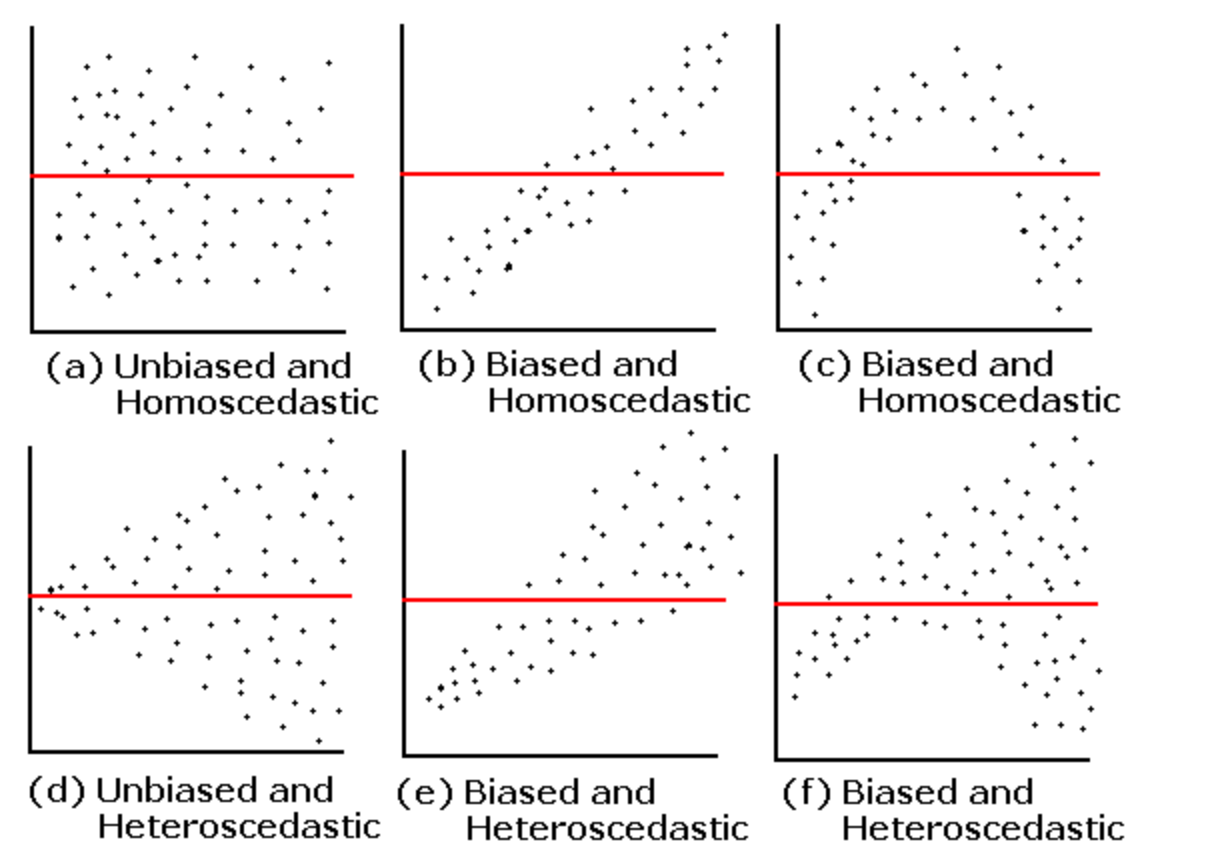 (a) Unbiased and
Homoscedastic
(b) Biased and
Homoscedastic
(c) Biased and
Homoscedastic
(d) Unbiased and
Heteroscedastic
(e) Biased and
Heteroscedastic
(f) Biased and
Heteroscedastic